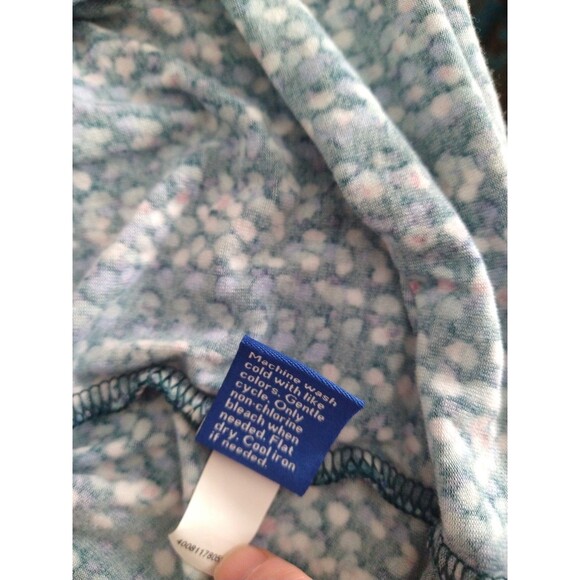 Machine wash
cold with like
colors. Gentle
cycle. Only
non-chlorine
bleach when
needed. Flat
dry. Cool iron
if needed.